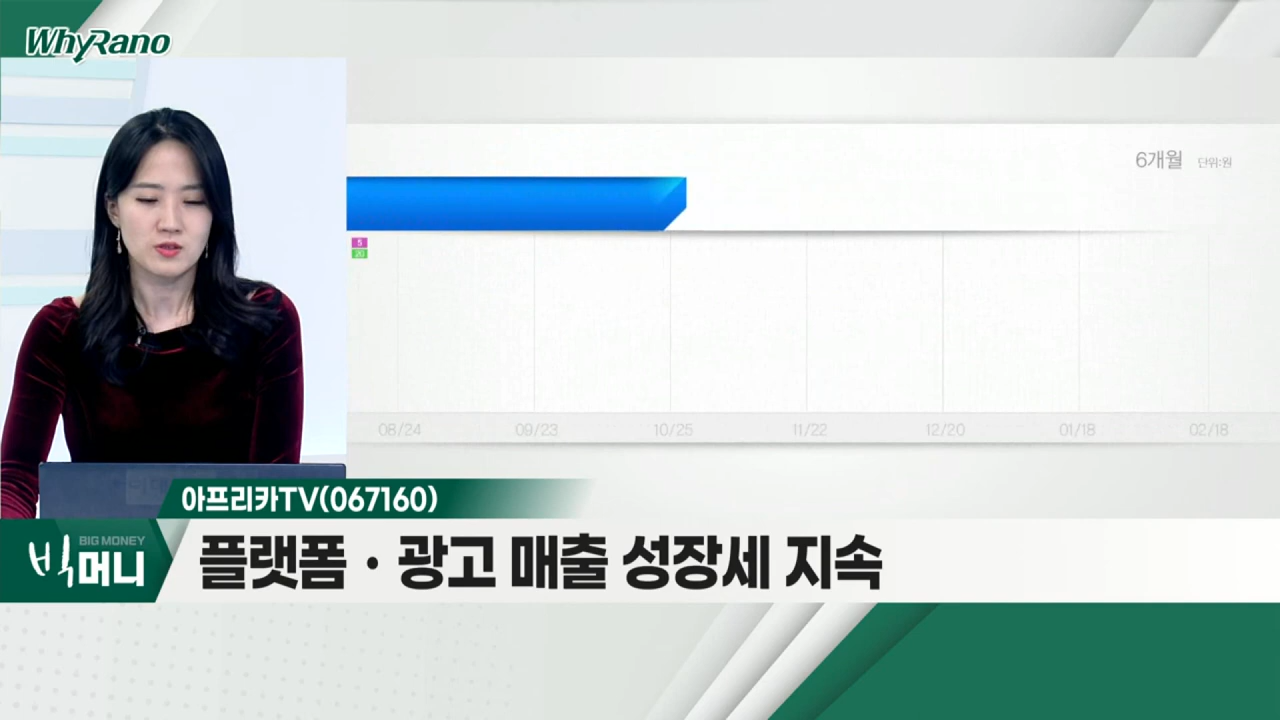 WhyRano
6개월 단위:원
5
20
08/24 09/23 10/25 11/22 12/20 01/18 02/18
아프리카TV(067160)
BIG MONEY
빅머니
플랫폼·광고 매출 성장세 지속